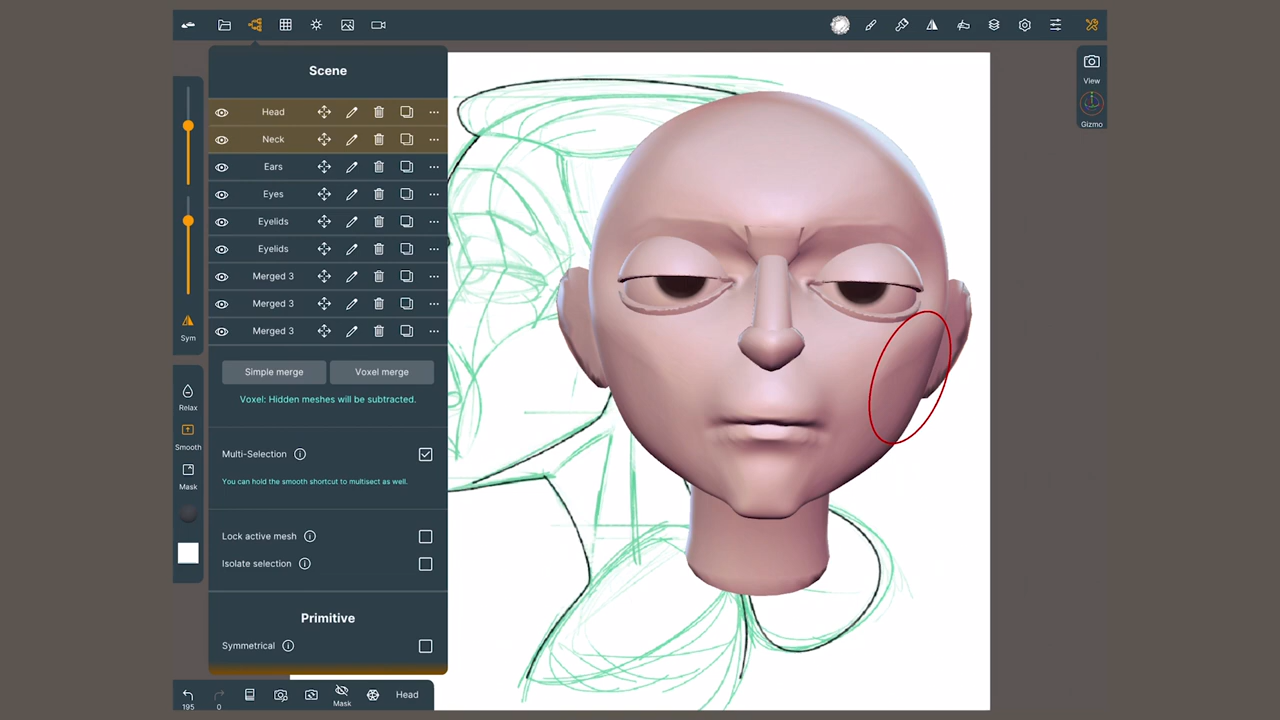 Scene
Head
Neck
Ears
Eyes
Eyelids
Eyelids
Merged 3
Merged 3
Merged 3
Simple merge Voxel merge
Voxel: Hidden meshes will be subtracted.
Multi-Selection
You can hold the smooth shortcut to multisect as well.
Lock active mesh
Isolate selection
Primitive
Symmetrical
Sym
Relax
Smooth
Mask
195 0 Mask Head
View
Gizmo